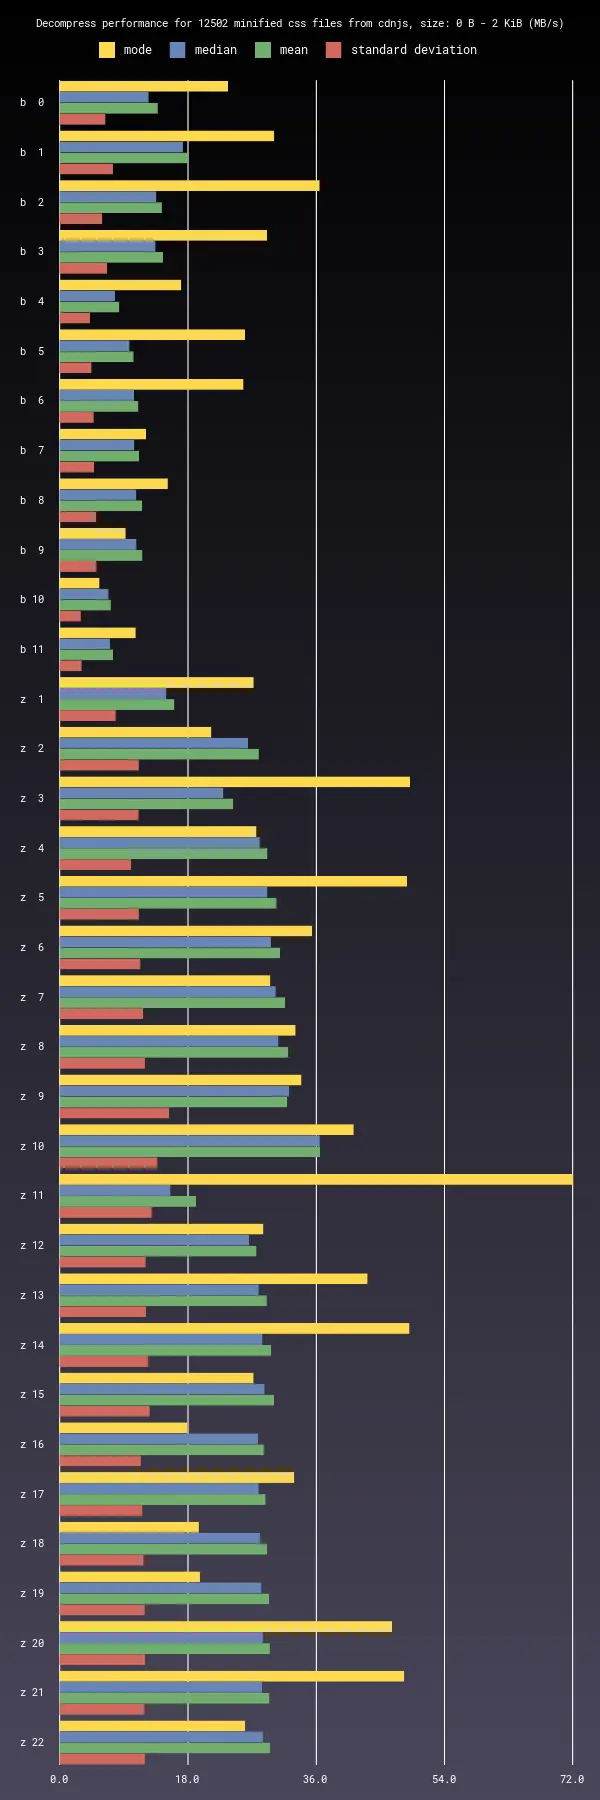 Decompress performance for 12502 minified css files from cdnjs, size: 0 B - 2 KiB (MB/s)
mode median mean standard deviation
b 0
b 1
b 2
b 3
b 4
b 5
b 6
b 7
b 8
b 9
b 10
b 11
z 1
z 2
z 3
z 4
z 5
z 6
z 7
z 8
z 9
z 10
z 11
z 12
z 13
z 14
z 15
z 16
z 17
z 18
z 19
z 20
z 21
z 22
0.0 18.0 36.0 54.0 72.0